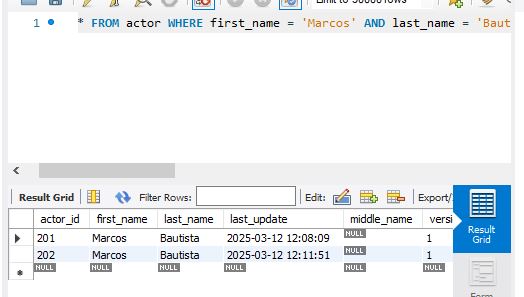 Limit to 50000 rows
1 * FROM actor WHERE first_name = 'Marcos' AND last_name = 'Baut
Result Grid Filter Rows: Edit: Export/
actor_id first_name last_name last_update middle_name versi
201 Marcos Bautista 2025-03-12 12:08:09 NULL 1
202 Marcos Bautista 2025-03-12 12:11:51 NULL 1
NULL NULL NULL NULL NULL NULL
Result
Grid
Form